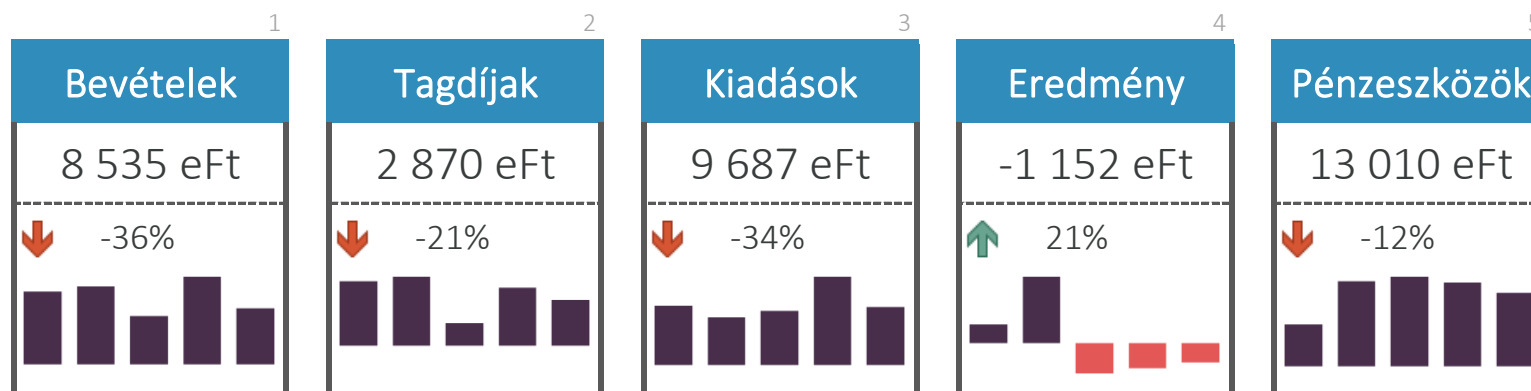 1
Bevételek
8 535 eFt
-36%
2
Tagdíjak
2 870 eFt
-21%
3
Kiadások
9 687 eFt
-34%
4
Eredmény
-1 152 eFt
21%
Pénzeszközök
13 010 eFt
-12%